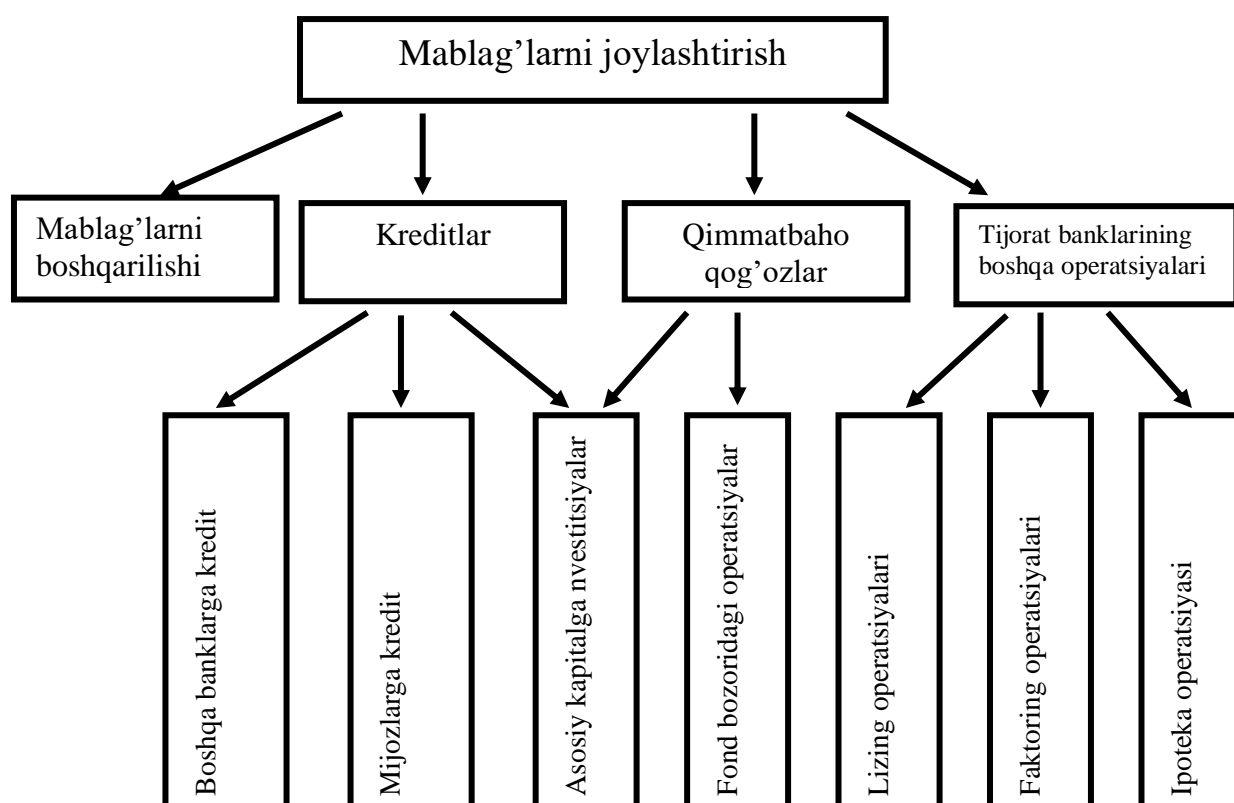 Mablag’larni joylashtirish
Mablag’larni
boshqarilishi
Kreditlar
Qimmatbaho
qog’ozlar
Tijorat banklarining
boshqa operatsiyalari
Boshqa banklarga kredit
Mijozlarga kredit
Asosiy kapitalga nvestitsiyalar
Fond bozoridagi operatsiyalar
Lizing operatsiyalari
Faktoring operatsiyalari
Ipoteka operatsiyasi